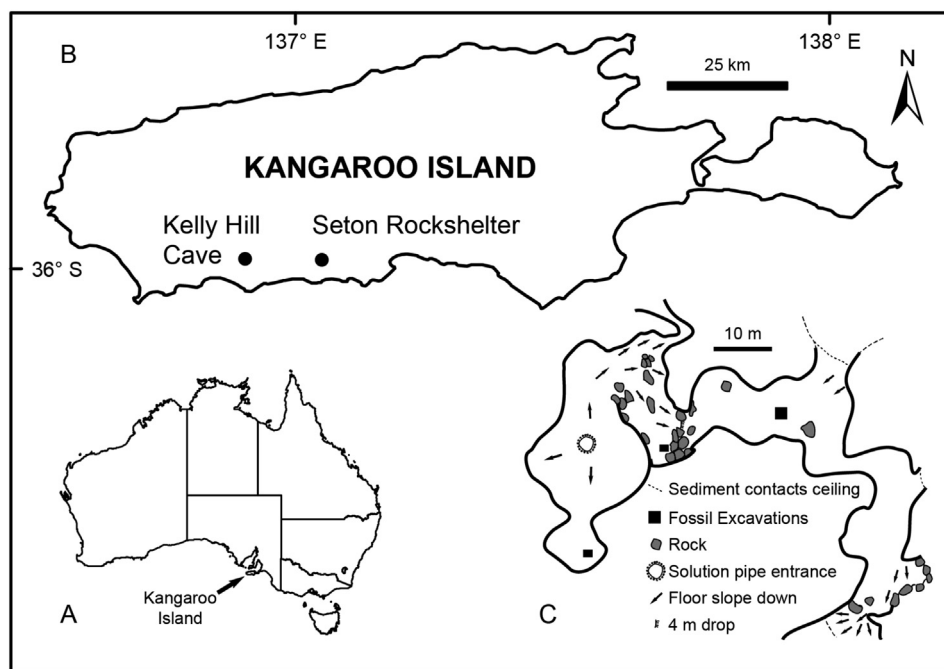 137° E
138° E
B
25 km
N
KANGAROO ISLAND
Kelly Hill
Cave
Seton Rockshelter
36° S
10 m
Sediment contacts ceiling
Fossil Excavations
Rock
Solution pipe entrance
Floor slope down
4 m drop
Kangaroo
Island
A
C